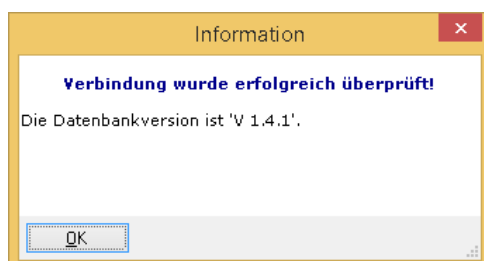 Information
Verbindung wurde erfolgreich überprüft!
Die Datenbankversion ist 'V 1.4.1'.
OK